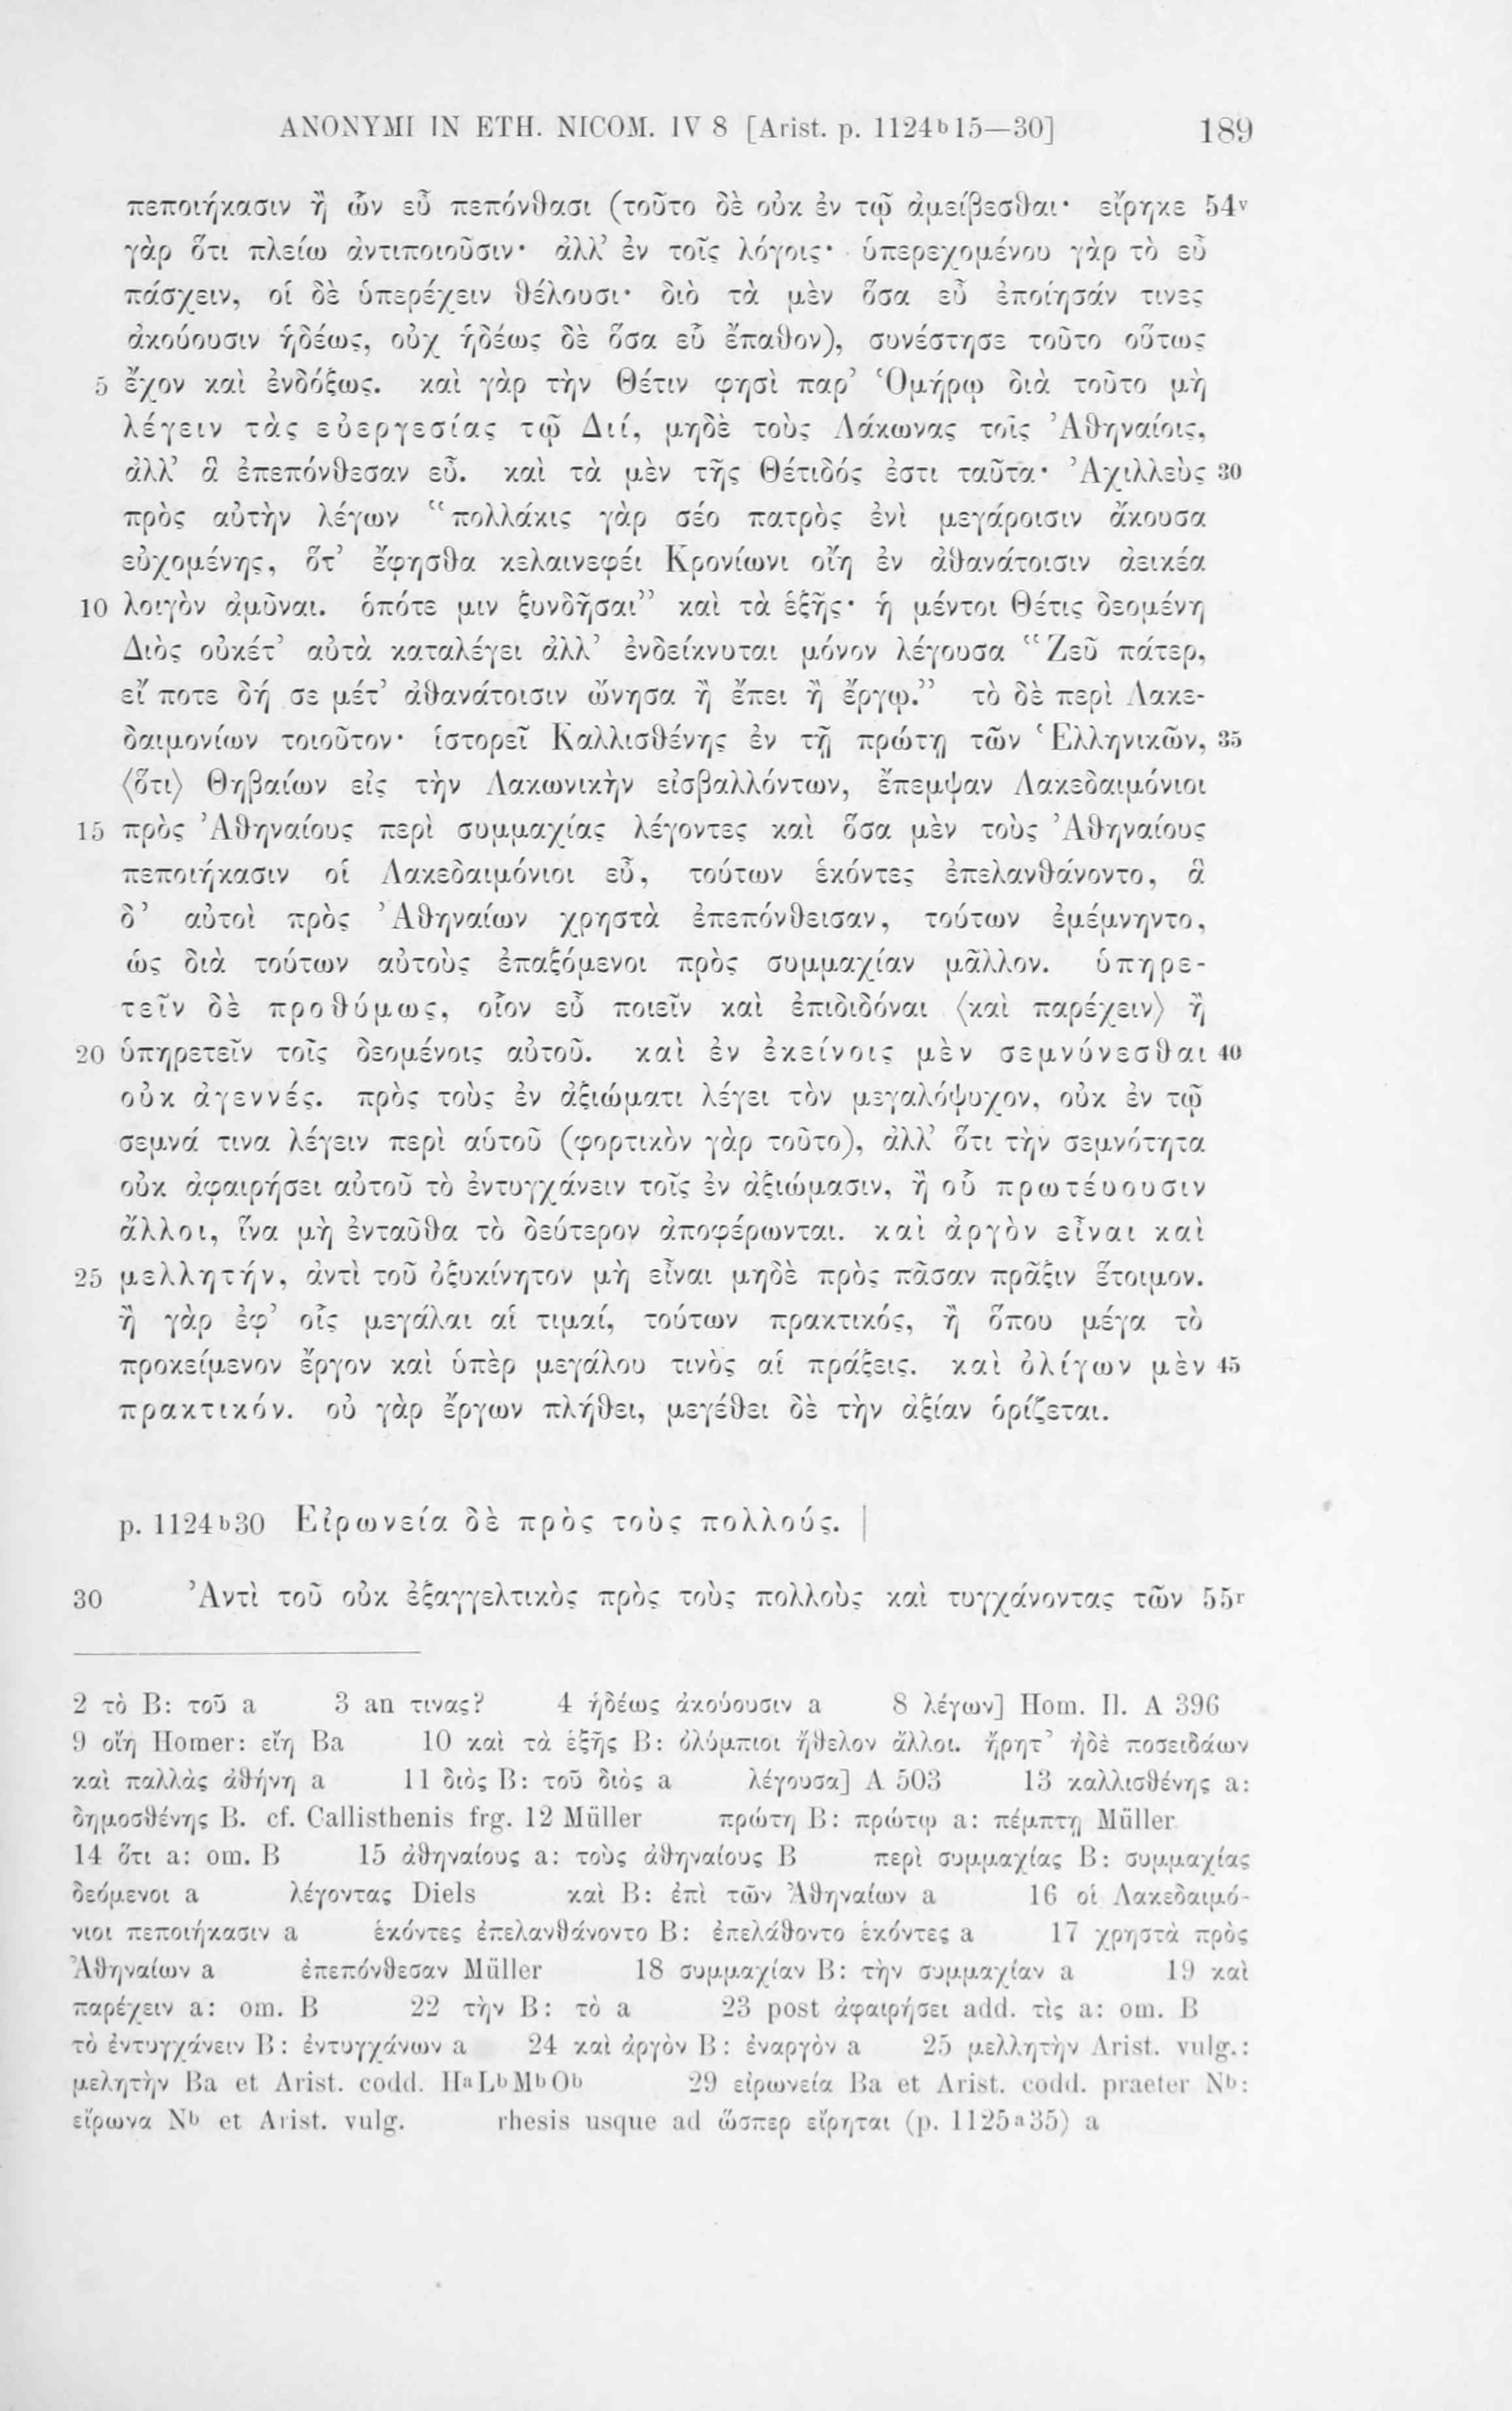 ANONYMI IN ETH. NICOM. IV 8 [Arist. p. 1124ᵇ15—30] 189
πεποιήκασιν ἢ ὧν εὖ πεπόνθασι (τοῦτο δὲ οὐκ ἐν τῷ ἀμείβεσθαι· εἴρηκε 54ᵛ
γὰρ ὅτι πλείω ἀντιποιοῦσιν· ἀλλ’ ἐν τοῖς λόγοις· ὑπερεχομένου γὰρ τὸ εὖ
πάσχειν, οἱ δὲ ὑπερέχειν θέλουσι· διὸ τὰ μὲν ὅσα εὖ ἐποίησάν τινες
ἀκούουσιν ἡδέως, οὐχ ἡδέως δὲ ὅσα εὖ ἔπαθον), συνέστησε τοῦτο οὕτως
5 ἔχον καὶ ἐνδόξως. καὶ γὰρ τὴν Θέτιν φησὶ παρ’ Ὁμήρῳ διὰ τοῦτο μὴ
λέγειν τὰς εὐεργεσίας τῷ Διί, μηδὲ τοὺς Λάκωνας τοῖς Ἀθηναίοις,
ἀλλ’ ἃ ἐπεπόνθεσαν εὖ. καὶ τὰ μὲν τῆς Θέτιδός ἐστι ταῦτα· Ἀχιλλεὺς 30
πρὸς αὐτὴν λέγων “πολλάκις γὰρ σέο πατρὸς ἐνὶ μεγάροισιν ἄκουσα
εὐχομένης, ὅτ’ ἔφησθα κελαινεφέι Κρονίωνι οἴη ἐν ἀθανάτοισιν ἀεικέα
10 λοιγὸν ἀμῦναι. ὁπότε μιν ξυνδῆσαι” καὶ τὰ ἑξῆς· ἡ μέντοι Θέτις δεομένη
Διὸς οὐκέτ’ αὐτὰ καταλέγει ἀλλ’ ἐνδείκνυται μόνον λέγουσα “Ζεῦ πάτερ,
εἴ ποτε δή σε μέτ’ ἀθανάτοισιν ὤνησα ἢ ἔπει ἢ ἔργῳ.” τὸ δὲ περὶ Λακε-
δαιμονίων τοιοῦτον· ἱστορεῖ Καλλισθένης ἐν τῇ πρώτῃ τῶν Ἑλληνικῶν, 35
⟨ὅτι⟩ Θηβαίων εἰς τὴν Λακωνικὴν εἰσβαλλόντων, ἔπεμψαν Λακεδαιμόνιοι
15 πρὸς Ἀθηναίους περὶ συμμαχίας λέγοντες καὶ ὅσα μὲν τοὺς Ἀθηναίους
πεποιήκασιν οἱ Λακεδαιμόνιοι εὖ, τούτων ἑκόντες ἐπελανθάνοντο, ἃ
δ’ αὐτοὶ πρὸς Ἀθηναίων χρηστὰ ἐπεπόνθεισαν, τούτων ἐμέμνηντο,
ὡς διὰ τούτων αὐτοὺς ἐπαξόμενοι πρὸς συμμαχίαν μᾶλλον. ὑπηρε-
τεῖν δὲ προθύμως, οἷον εὖ ποιεῖν καὶ ἐπιδιδόναι ⟨καὶ παρέχειν⟩ ἢ
20 ὑπηρετεῖν τοῖς δεομένοις αὐτοῦ. καὶ ἐν ἐκείνοις μὲν σεμνύνεσθαι 40
οὐκ ἀγεννές. πρὸς τοὺς ἐν ἀξιώματι λέγει τὸν μεγαλόψυχον, οὐκ ἐν τῷ
σεμνά τινα λέγειν περὶ αὑτοῦ (φορτικὸν γὰρ τοῦτο), ἀλλ’ ὅτι τὴν σεμνότητα
οὐκ ἀφαιρήσει αὐτοῦ τὸ ἐντυγχάνειν τοῖς ἐν ἀξιώμασιν, ἢ οὗ πρωτέυουσιν
ἄλλοι, ἵνα μὴ ἐνταῦθα τὸ δεύτερον ἀποφέρωνται. καὶ ἀργὸν εἶναι καὶ
25 μελλητήν, ἀντὶ τοῦ ὀξυκίνητον μὴ εἶναι μηδὲ πρὸς πᾶσαν πρᾶξιν ἕτοιμον.
ἢ γὰρ ἐφ’ οἷς μεγάλαι αἱ τιμαί, τούτων πρακτικός, ἢ ὅπου μέγα τὸ
προκείμενον ἔργον καὶ ὑπὲρ μεγάλου τινὸς αἱ πράξεις. καὶ ὀλίγων μὲν 45
πρακτικόν. οὐ γὰρ ἔργων πλήθει, μεγέθει δὲ τὴν ἀξίαν ὁρίζεται.
p. 1124ᵇ30 Εἰρωνεία δὲ πρὸς τοὺς πολλούς. |
30 Ἀντὶ τοῦ οὐκ ἐξαγγελτικὸς πρὸς τοὺς πολλοὺς καὶ τυγχάνοντας τῶν 55ʳ
2 τὸ B: τοῦ a 3 an τινας? 4 ἡδέως ἀκούουσιν a 8 λέγων] Hom. Il. A 396
9 οἴη Homer: εἴη Ba 10 καὶ τὰ ἑξῆς B: ὀλύμπιοι ἤθελον ἄλλοι. ἤρητ’ ἠδὲ ποσειδάων
καὶ παλλὰς ἀθήνη a 11 διὸς B: τοῦ διὸς a λέγουσα] A 503 13 καλλισθένης a:
δημοσθένης B. cf. Callisthenis frg. 12 Müller πρώτη B: πρώτῳ a: πέμπτῃ Müller
14 ὅτι a: om. B 15 ἀθηναίους a: τοὺς ἀθηναίους B περὶ συμμαχίας B: συμμαχίας
δεόμενοι a λέγοντας Diels καὶ B: ἐπὶ τῶν Ἀθηναίων a 16 οἱ Λακεδαιμό-
νιοι πεποιήκασιν a ἑκόντες ἐπελανθάνοντο B: ἐπελάθοντο ἑκόντες a 17 χρηστὰ πρὸς
Ἀθηναίων a ἐπεπόνθεσαν Müller 18 συμμαχίαν B: τὴν συμμαχίαν a 19 καὶ
παρέχειν a: om. B 22 τὴν B: τὸ a 23 post ἀφαιρήσει add. τὶς a: om. B
τὸ ἐντυγχάνειν B: ἐντυγχάνων a 24 καὶ ἀργὸν B: ἐναργὸν a 25 μελλητὴν Arist. vulg.:
μελητὴν Ba et Arist. codd. HᵃLᵇMᵇOᵇ 29 εἰρωνεία Ba et Arist. codd. praeter Nᵇ:
εἴρωνα Nᵇ et Arist. vulg. rhesis usque ad ὥσπερ εἴρηται (p. 1125ᵃ35) a